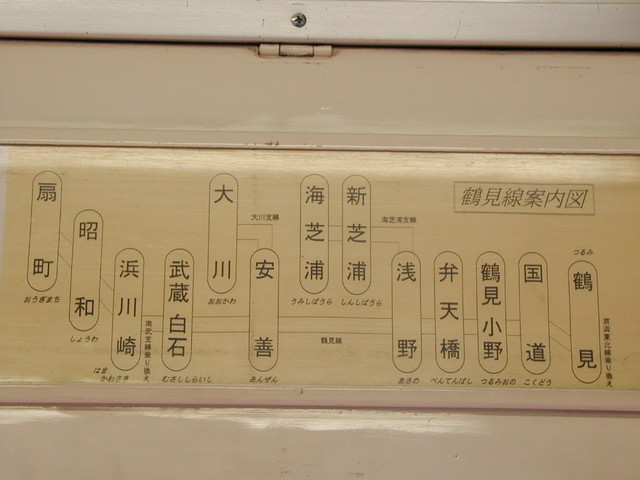 鶴見線案内図
扇町
おうぎまち
昭和
しょうわ
浜川崎
はま
かわさき
南武支線乗り換え
武蔵白石
むさししらいし
大川
おおかわ
大川支線
安善
あんぜん
海芝浦
うみしばうら
新芝浦
しんしばうら
海芝浦支線
鶴見線
浅野
あさの
弁天橋
べんてんばし
鶴見小野
つるみおの
国道
こくどう
つるみ
鶴見
京浜東北線乗り換え